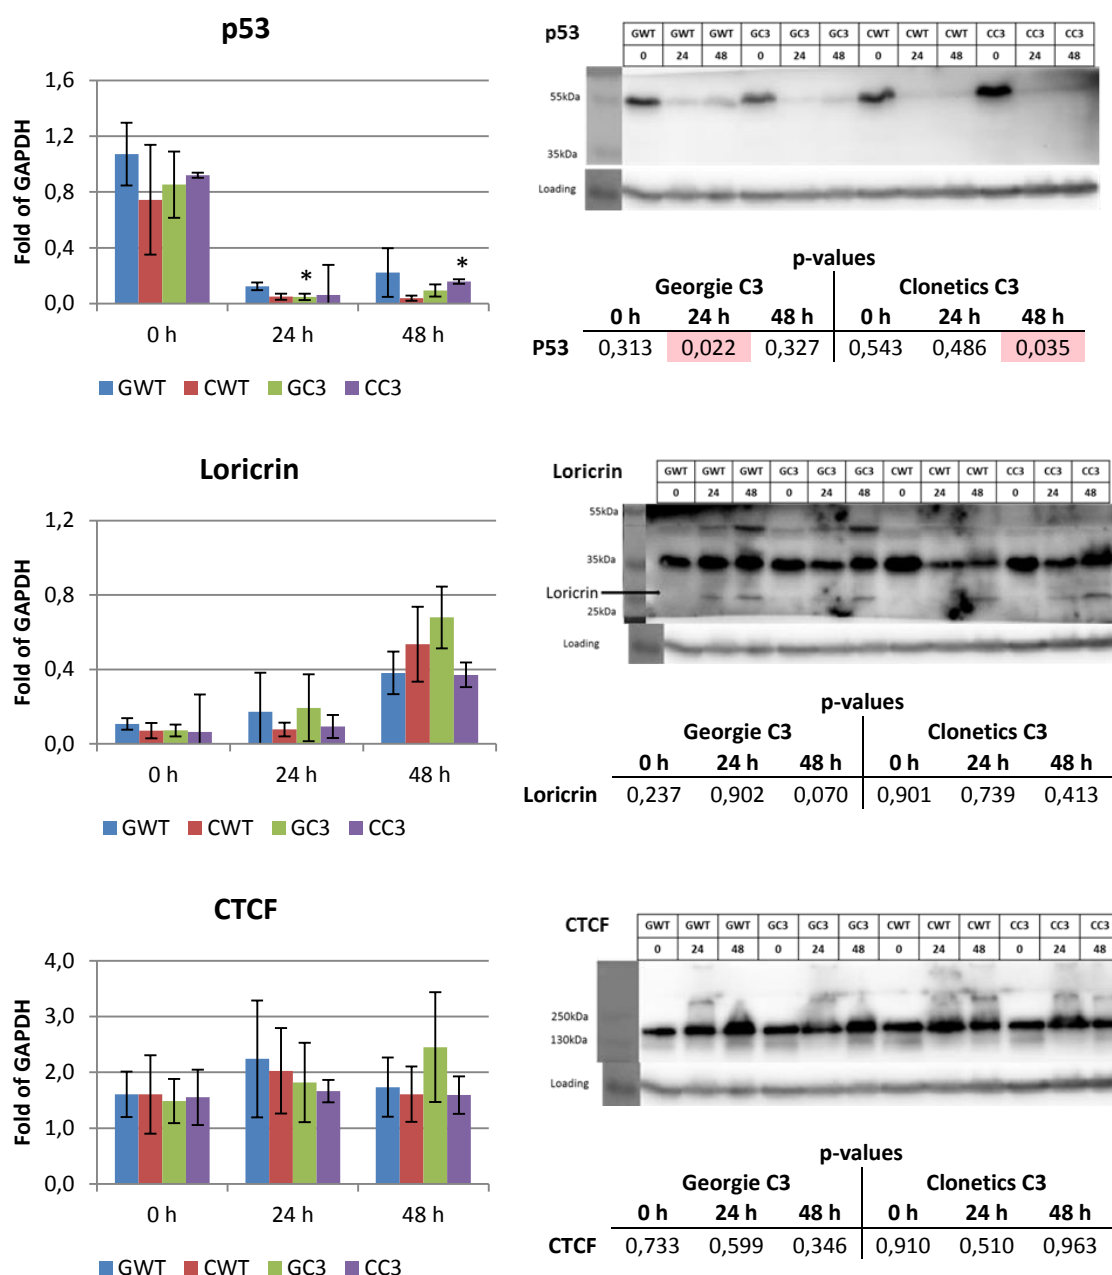 p53
1,6
1,2
0,8
0,4
0,0
Fold of GAPDH
*
*
0 h 24 h 48 h
GWT CWT GC3 CC3
p53
GWT GWT GWT GC3 GC3 GC3 CWT CWT CWT CC3 CC3 CC3
0 24 48 0 24 48 0 24 48 0 24 48
55kDa
35kDa
Loading
p-values
Georgie C3 Clonetics C3
0 h 24 h 48 h 0 h 24 h 48 h
P53 0,313 0,022 0,327 0,543 0,486 0,035
Loricrin
1,2
0,8
0,4
0,0
Fold of GAPDH
0 h 24 h 48 h
GWT CWT GC3 CC3
Loricrin
GWT GWT GWT GC3 GC3 GC3 CWT CWT CWT CC3 CC3 CC3
0 24 48 0 24 48 0 24 48 0 24 48
55kDa
35kDa
Loricrin
25kDa
Loading
p-values
Georgie C3 Clonetics C3
0 h 24 h 48 h 0 h 24 h 48 h
Loricrin 0,237 0,902 0,070 0,901 0,739 0,413
CTCF
4,0
3,0
2,0
1,0
0,0
Fold of GAPDH
0 h 24 h 48 h
GWT CWT GC3 CC3
CTCF
GWT GWT GWT GC3 GC3 GC3 CWT CWT CWT CC3 CC3 CC3
0 24 48 0 24 48 0 24 48 0 24 48
250kDa
130kDa
Loading
p-values
Georgie C3 Clonetics C3
0 h 24 h 48 h 0 h 24 h 48 h
CTCF 0,733 0,599 0,346 0,910 0,510 0,963